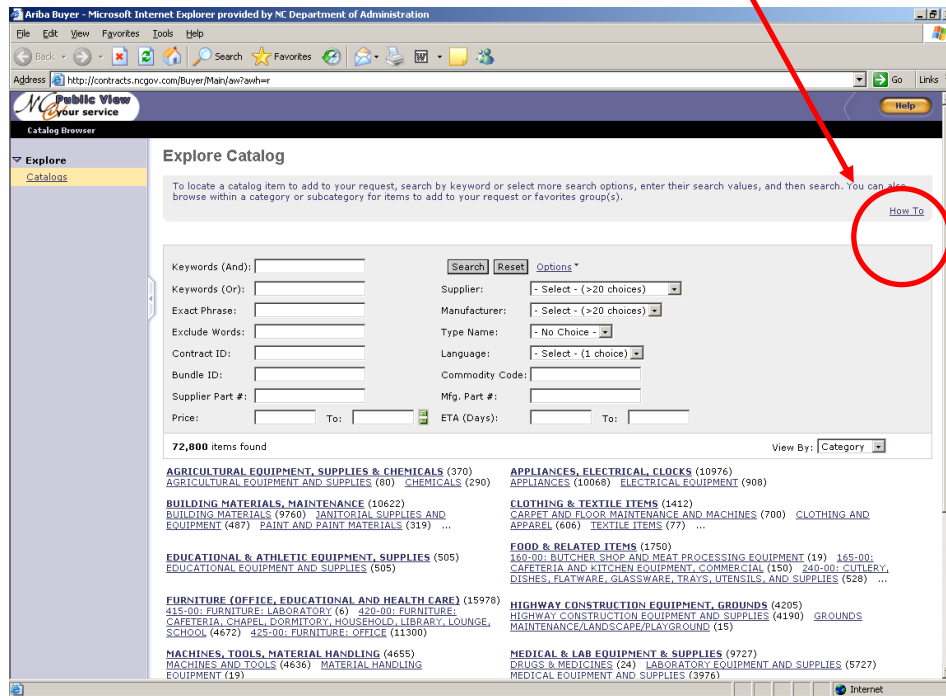 Ariba Buyer - Microsoft Internet Explorer provided by NC Department of Administration
File Edit View Favorites Tools Help
Back Search Favorites
Address http://contracts.ncgov.com/Buyer/Main/aw?awh=r Go Links
NC Public View
@your service
Help
Catalog Browser
Explore
Catalogs
Explore Catalog
To locate a catalog item to add to your request, search by keyword or select more search options, enter their search values, and then search. You can also
browse within a category or subcategory for items to add to your request or favorites group(s).
How To
Keywords (And): Search Reset Options
Keywords (Or): Supplier: - Select - (>20 choices)
Exact Phrase: Manufacturer: - Select - (>20 choices)
Exclude Words: Type Name: - No Choice -
Contract ID: Language: - Select - (1 choice)
Bundle ID: Commodity Code:
Supplier Part #: Mfg. Part #:
Price: To: ETA (Days): To:
72,800 items found View By: Category
AGRICULTURAL EQUIPMENT, SUPPLIES & CHEMICALS (370)
AGRICULTURAL EQUIPMENT AND SUPPLIES (80) CHEMICALS (290)
APPLIANCES, ELECTRICAL, CLOCKS (10976)
APPLIANCES (10068) ELECTRICAL EQUIPMENT (908)
BUILDING MATERIALS, MAINTENANCE (10622)
BUILDING MATERIALS (9760) JANITORIAL SUPPLIES AND
EQUIPMENT (487) PAINT AND PAINT MATERIALS (319) ...
CLOTHING & TEXTILE ITEMS (1412)
CARPET AND FLOOR MAINTENANCE AND MACHINES (700) CLOTHING AND
APPAREL (606) TEXTILE ITEMS (77) ...
EDUCATIONAL & ATHLETIC EQUIPMENT, SUPPLIES (505)
EDUCATIONAL EQUIPMENT AND SUPPLIES (505)
FOOD & RELATED ITEMS (1750)
160-00: BUTCHER SHOP AND MEAT PROCESSING EQUIPMENT (19) 165-00:
CAFETERIA AND KITCHEN EQUIPMENT, COMMERCIAL (150) 240-00: CUTLERY,
DISHES, FLATWARE, GLASSWARE, TRAYS, UTENSILS, AND SUPPLIES (528) ...
FURNITURE (OFFICE, EDUCATIONAL AND HEALTH CARE) (15978)
415-00: FURNITURE: LABORATORY (6) 420-00: FURNITURE:
CAFETERIA, CHAPEL, DORMITORY, HOUSEHOLD, LIBRARY, LOUNGE,
SCHOOL (4672) 425-00: FURNITURE: OFFICE (11300)
HIGHWAY CONSTRUCTION EQUIPMENT, GROUNDS (4205)
HIGHWAY CONSTRUCTION EQUIPMENT AND SUPPLIES (4190) GROUNDS
MAINTENANCE/LANDSCAPE/PLAYGROUND (15)
MACHINES, TOOLS, MATERIAL HANDLING (4655)
MACHINES AND TOOLS (4636) MATERIAL HANDLING
EQUIPMENT (19)
MEDICAL & LAB EQUIPMENT & SUPPLIES (9727)
DRUGS & MEDICINES (24) LABORATORY EQUIPMENT AND SUPPLIES (5727)
MEDICAL EQUIPMENT AND SUPPLIES (3976)
Internet